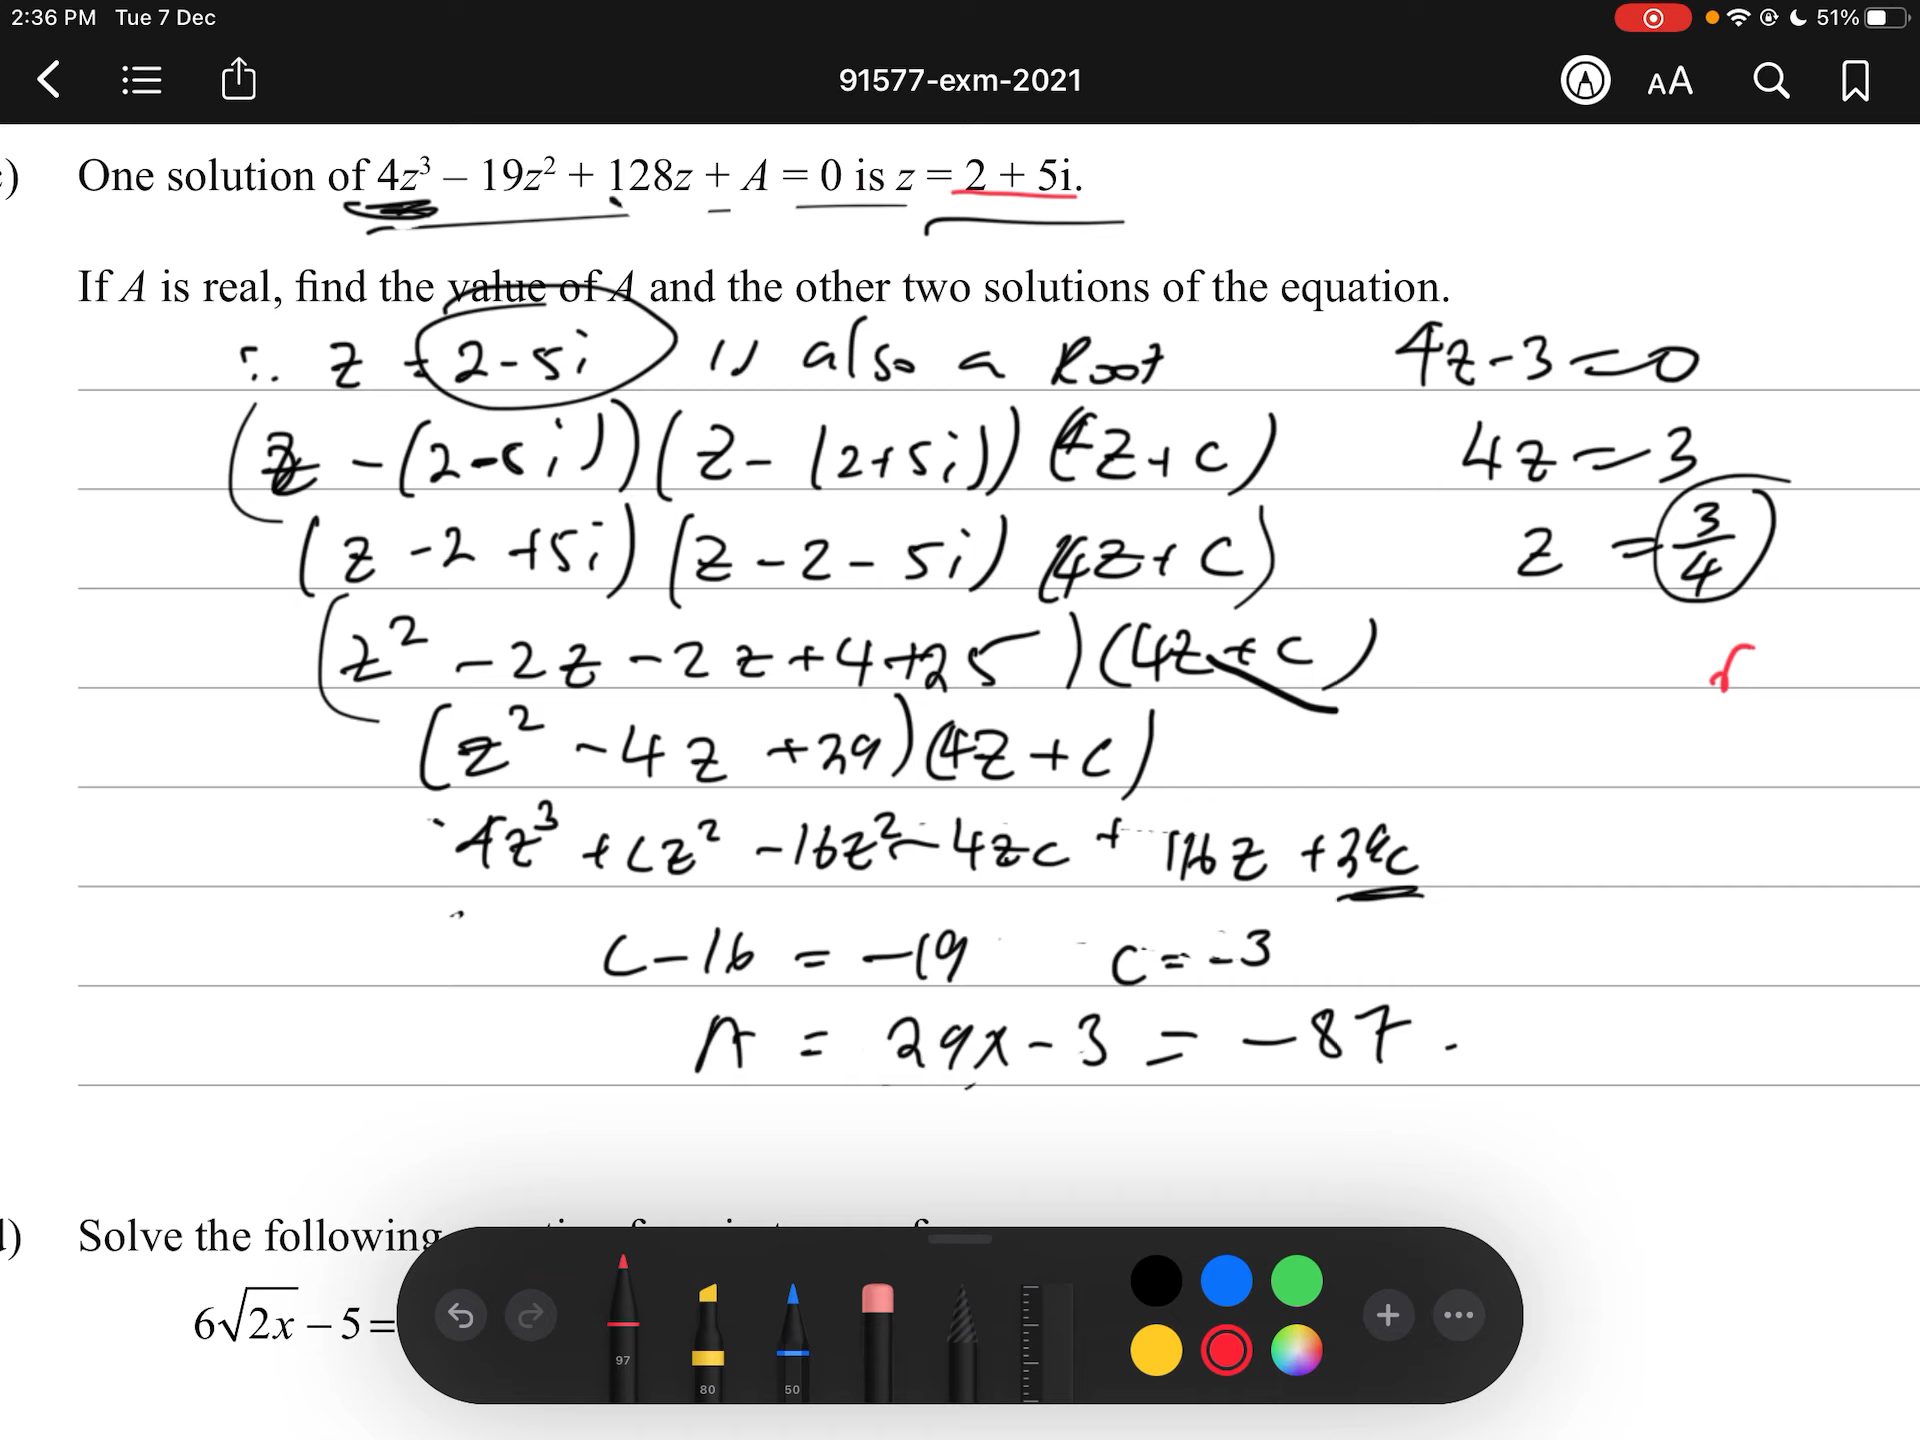 2:36 PM Tue 7 Dec 51%
91577-exm-2021 AA
:) One solution of 4z³ – 19z² + 128z + A = 0 is z = 2 + 5i.
If A is real, find the value of A and the other two solutions of the equation.
∴ z = 2-5i is also a Root 4z-3=0
(z -(2-5i))(z-(2+5i))(4z+c) 4z=3
(z-2+5i)(z-2-5i)(4z+c) z = 3/4
(z² -2z-2z+4+25)(4z+c)
(z² -4z +29)(4z+c)
4z³ +cz² -16z² -4zc + 116z +29c
c-16 = -19 c=-3
A = 29x-3 = -87.
d) Solve the following
6√2x – 5 =
97 80 50